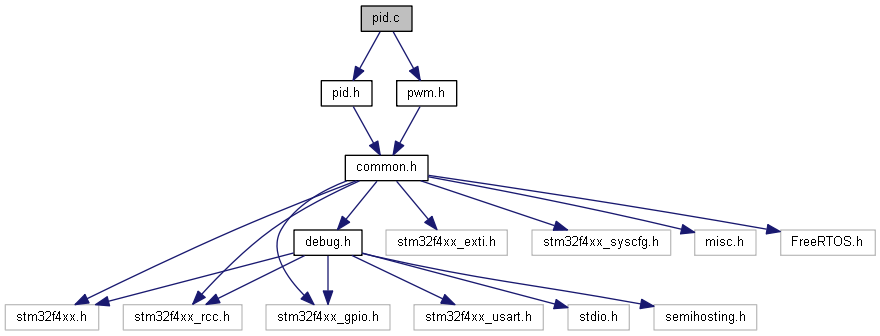 pid.c
pid.h
pwm.h
common.h
debug.h
stm32f4xx_exti.h
stm32f4xx_syscfg.h
misc.h
FreeRTOS.h
stm32f4xx.h
stm32f4xx_rcc.h
stm32f4xx_gpio.h
stm32f4xx_usart.h
stdio.h
semihosting.h